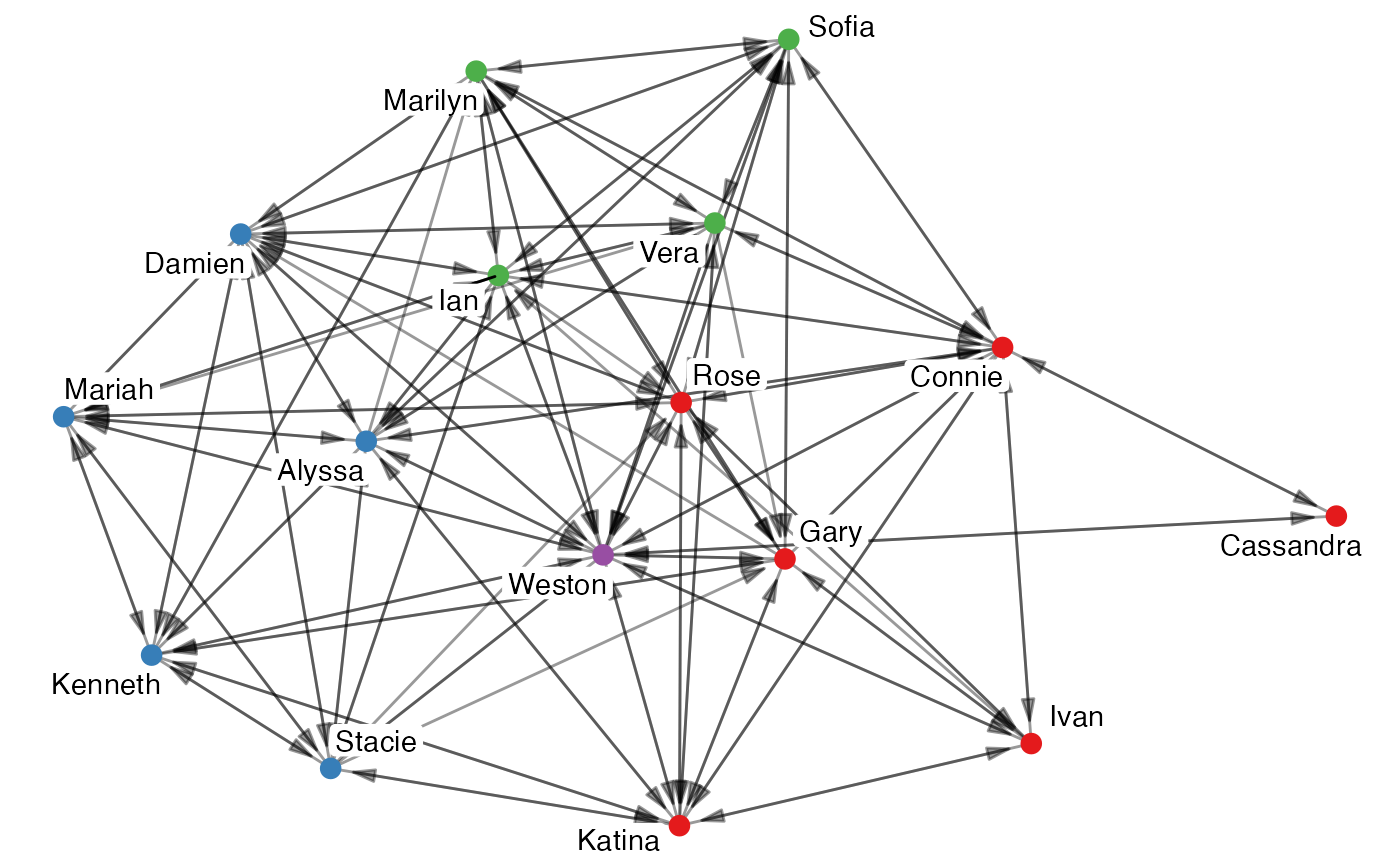 Sofia
Marilyn
Vera
Damien
Ian
Rose
Connie
Mariah
Alyssa
Gary
Cassandra
Weston
Kenneth
Ivan
Stacie
Katina